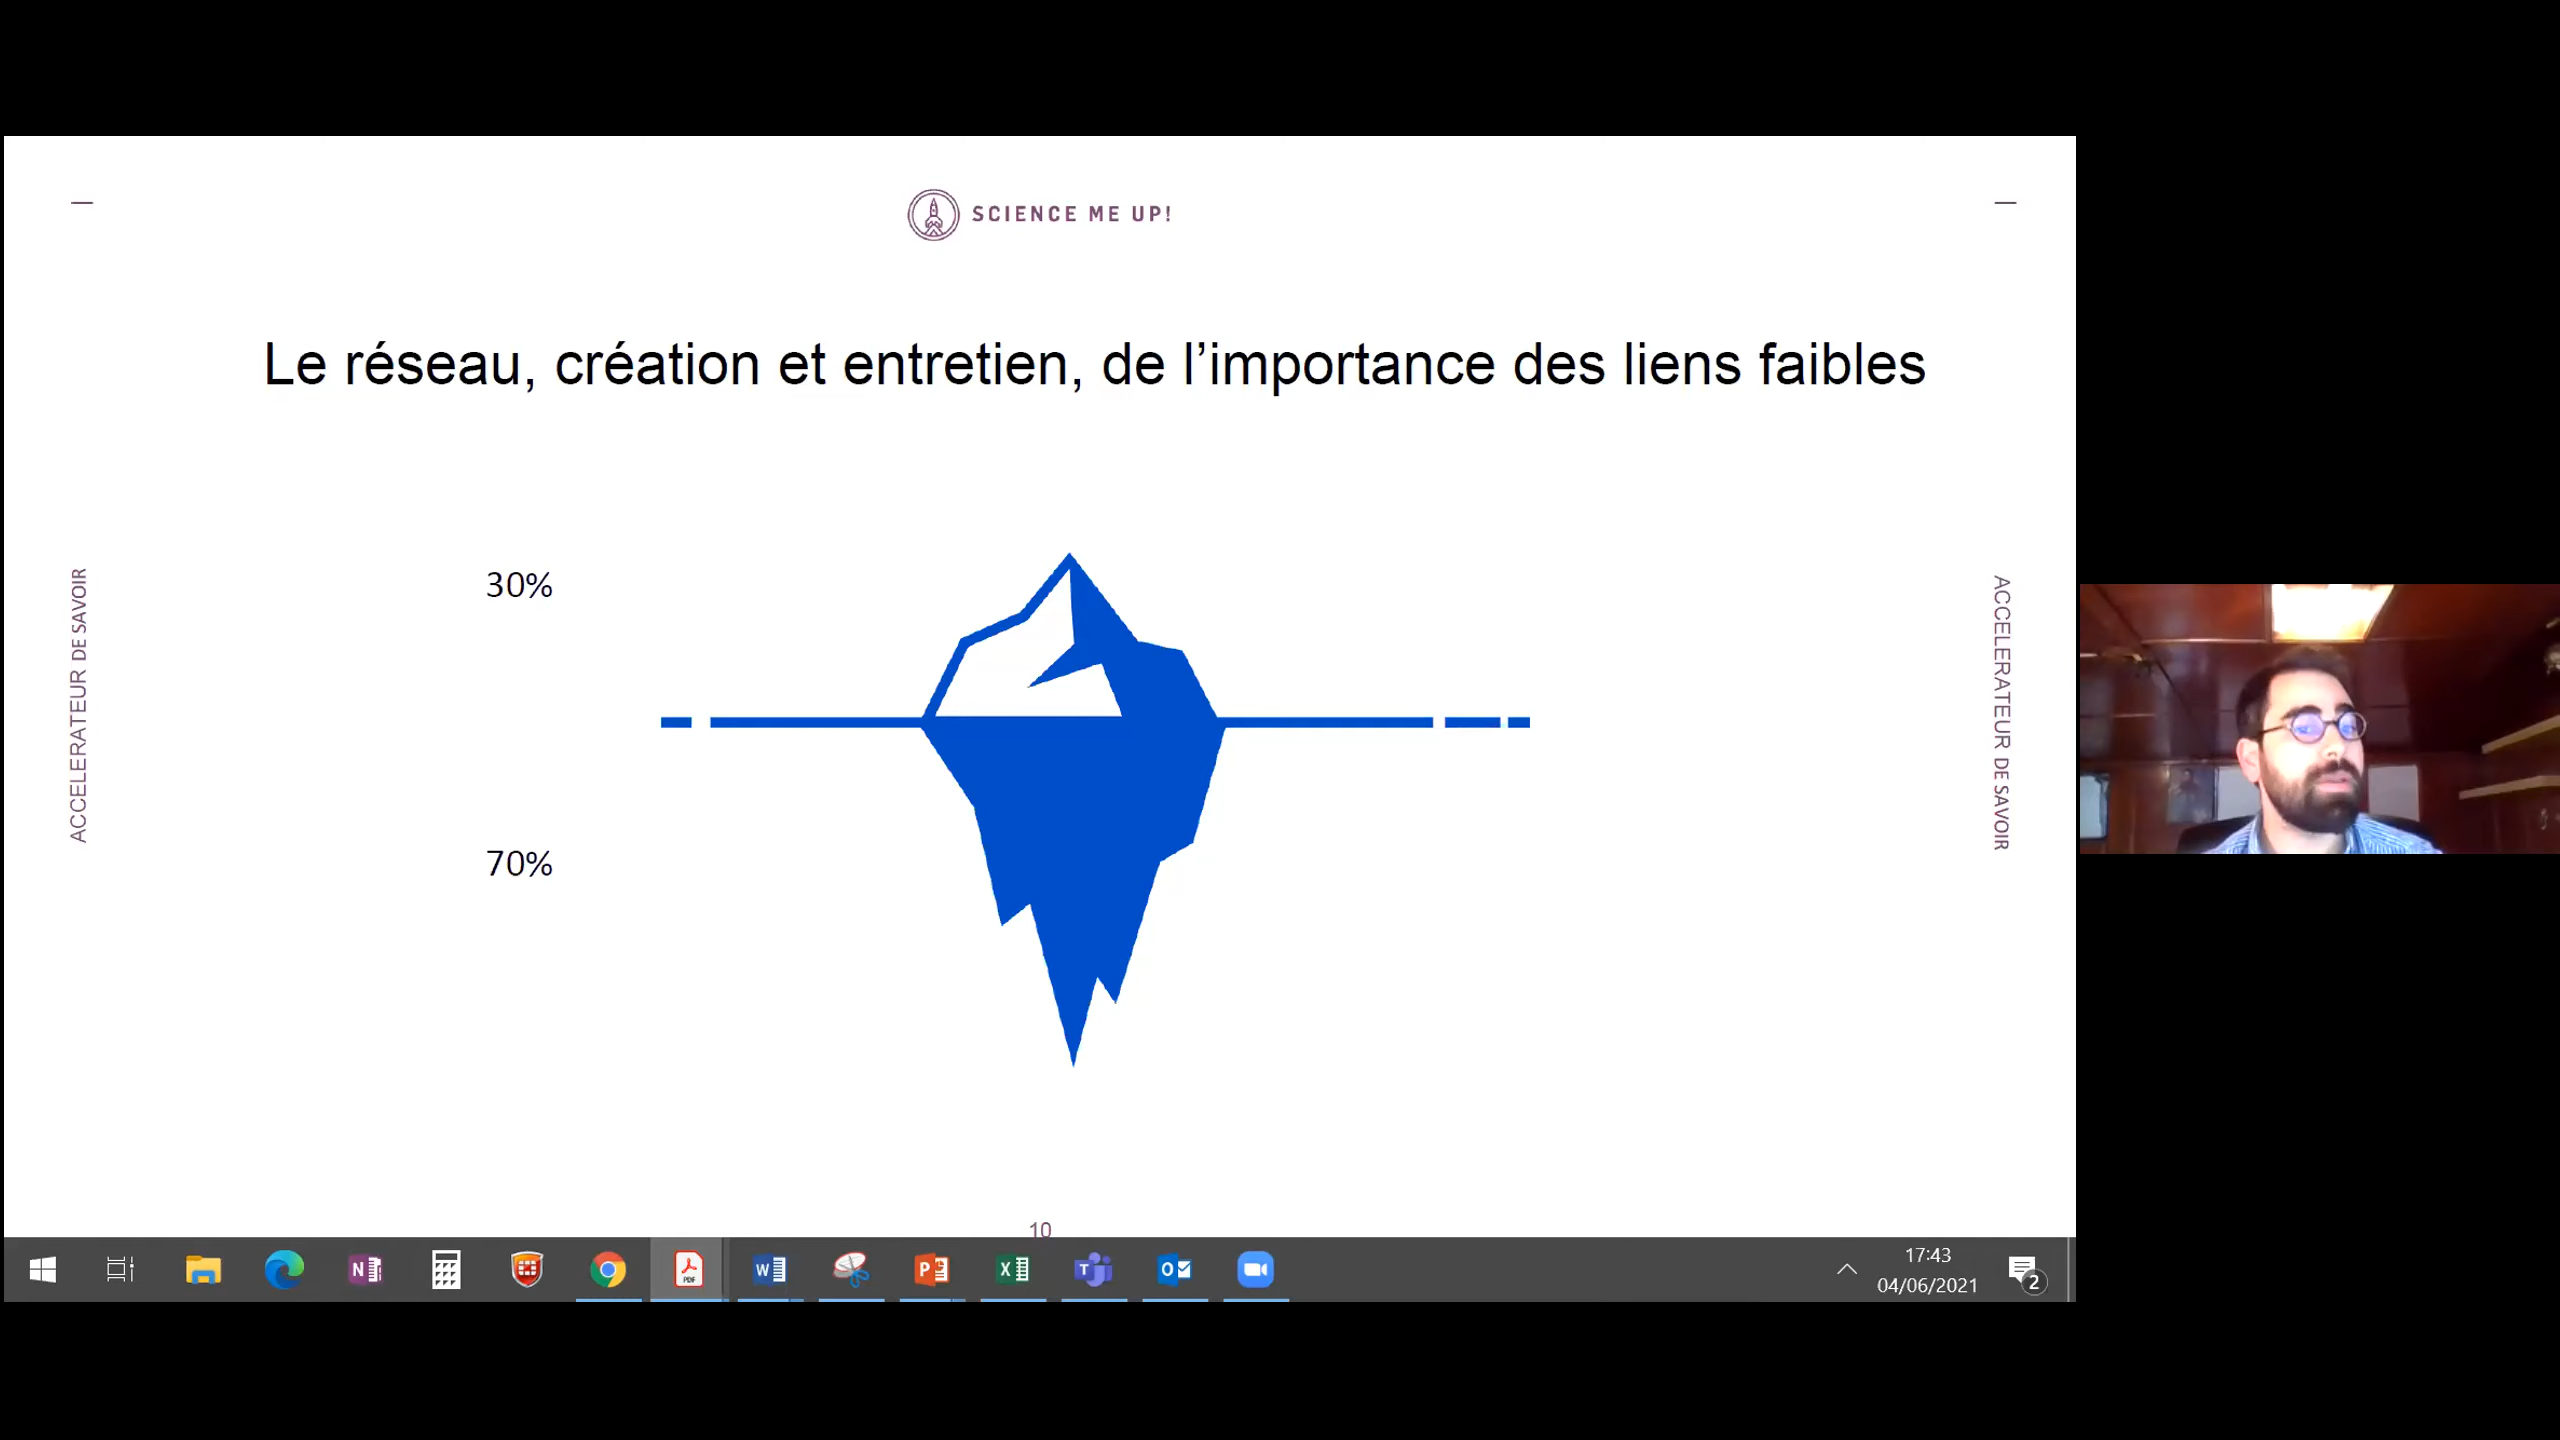 SCIENCE ME UP!
Le réseau, création et entretien, de l’importance des liens faibles
ACCELERATEUR DE SAVOIR
30%
70%
ACCELERATEUR DE SAVOIR
10
N
PDF
W
P
X
T
O
17:43
04/06/2021
2